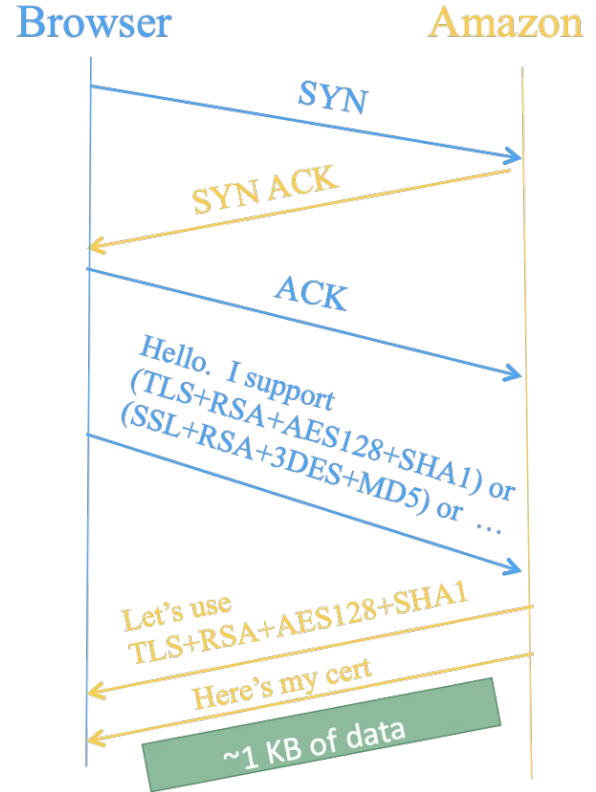 Browser
Amazon
SYN
SYN ACK
ACK
Hello.  I support
(TLS+RSA+AES128+SHA1) or
(SSL+RSA+3DES+MD5) or  …
Let’s use
TLS+RSA+AES128+SHA1
Here’s my cert
~1 KB of data